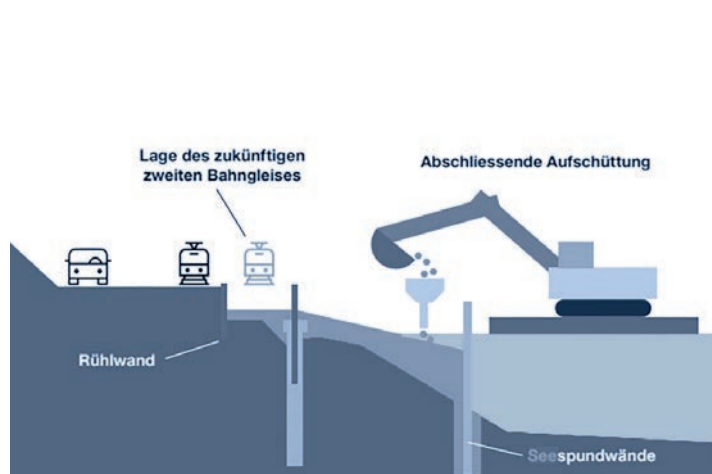 Lage des zukünftigen
zweiten Bahngleises
Abschliessende Aufschüttung
Rühlwand
Seespundwände